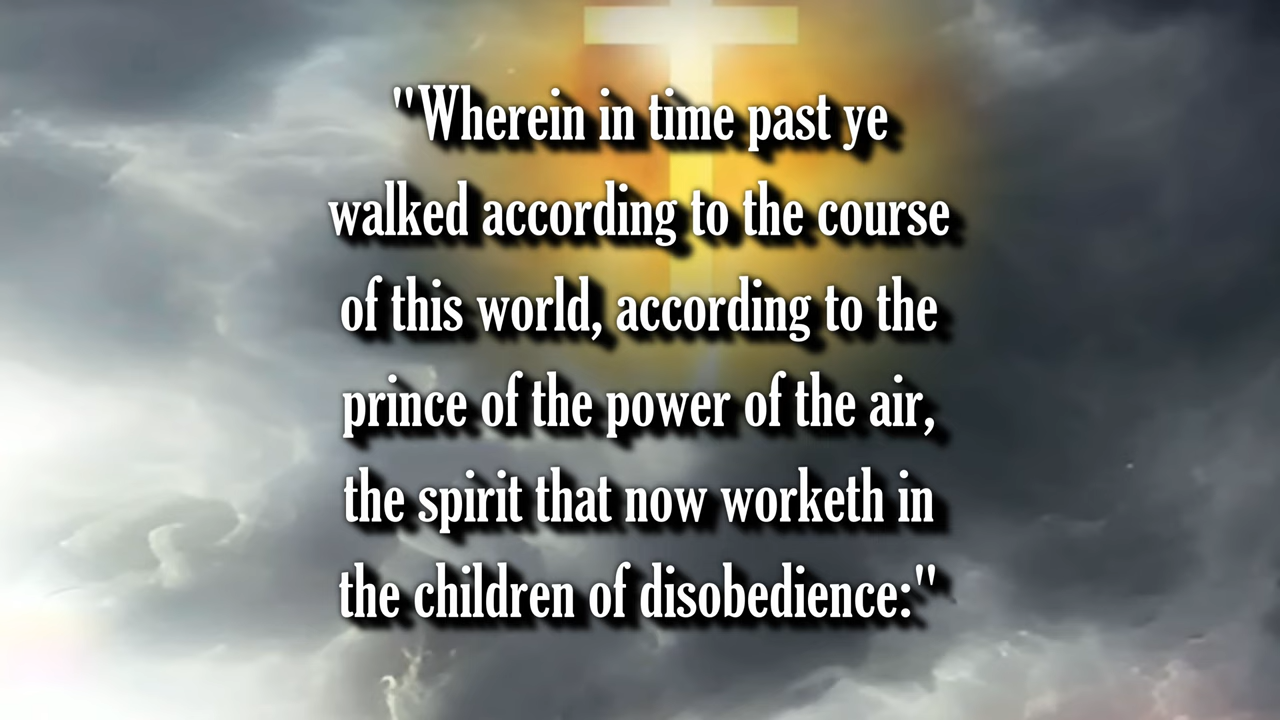 "Wherein in time past ye
walked according to the course
of this world, according to the
prince of the power of the air,
the spirit that now worketh in
the children of disobedience:"